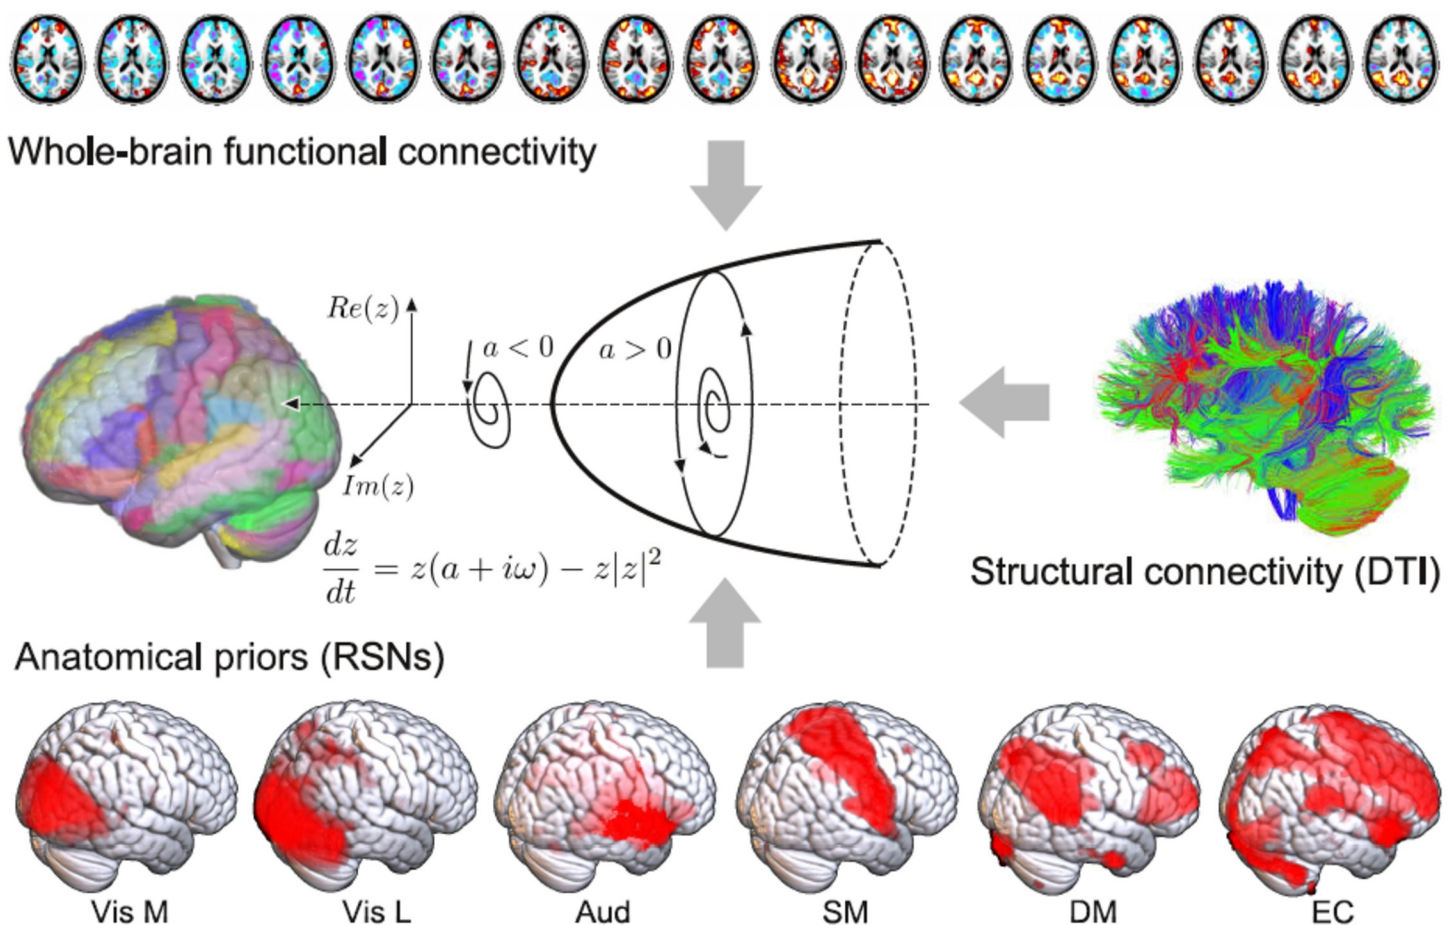 Whole-brain functional connectivity
Re(z)
a < 0
a > 0
Im(z)
dz/dt = z(a + iω) − z|z|²
Structural connectivity (DTI)
Anatomical priors (RSNs)
Vis M
Vis L
Aud
SM
DM
EC